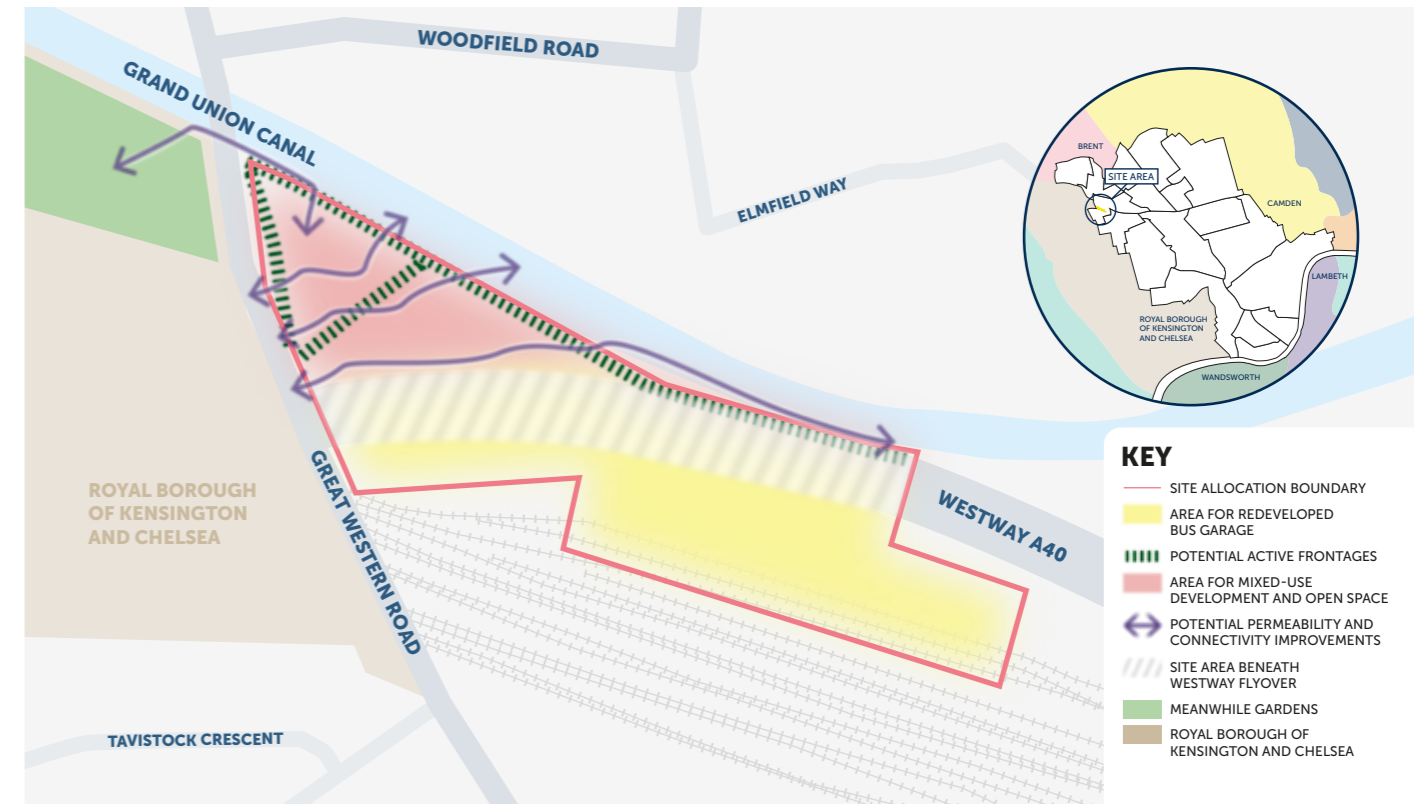 WOODFIELD ROAD
GRAND UNION CANAL
ELMFIELD WAY
BRENT
SITE AREA
CAMDEN
LAMBETH
ROYAL BOROUGH
OF KENSINGTON
AND CHELSEA
WANDSWORTH
ROYAL BOROUGH
OF KENSINGTON
AND CHELSEA
GREAT WESTERN ROAD
WESTWAY A40
TAVISTOCK CRESCENT
KEY
SITE ALLOCATION BOUNDARY
AREA FOR REDEVELOPED
BUS GARAGE
POTENTIAL ACTIVE FRONTAGES
AREA FOR MIXED-USE
DEVELOPMENT AND OPEN SPACE
POTENTIAL PERMEABILITY AND
CONNECTIVITY IMPROVEMENTS
SITE AREA BENEATH
WESTWAY FLYOVER
MEANWHILE GARDENS
ROYAL BOROUGH OF
KENSINGTON AND CHELSEA